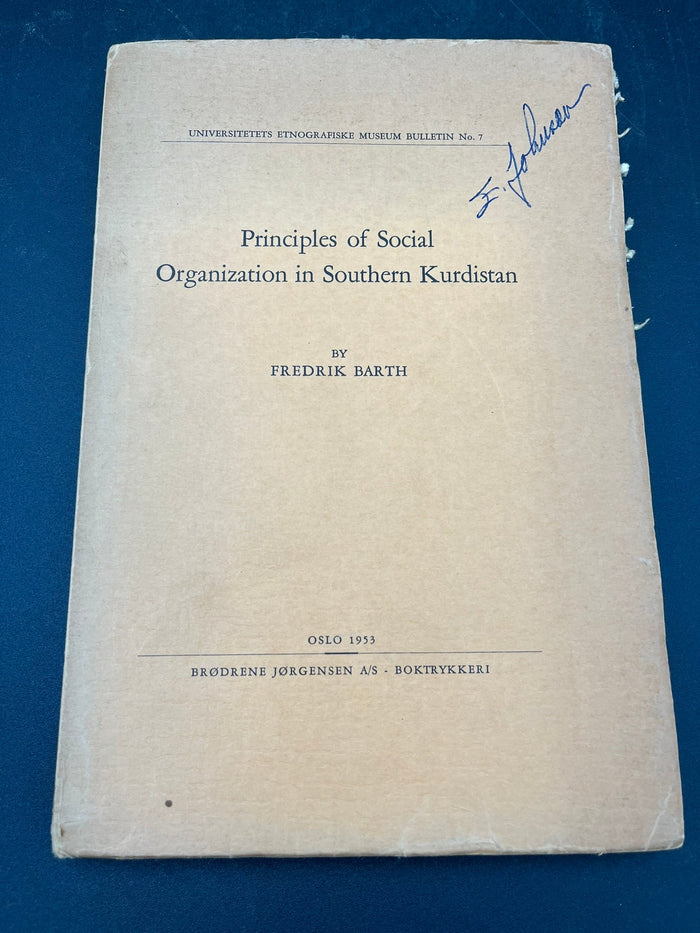 UNIVERSITETETS ETNOGRAFISKE MUSEUM BULLETIN No. 7
E. Johnson
Principles of Social
Organization in Southern Kurdistan
BY
FREDRIK BARTH
OSLO 1953
BRØDRENE JØRGENSEN A/S - BOKTRYKKERI